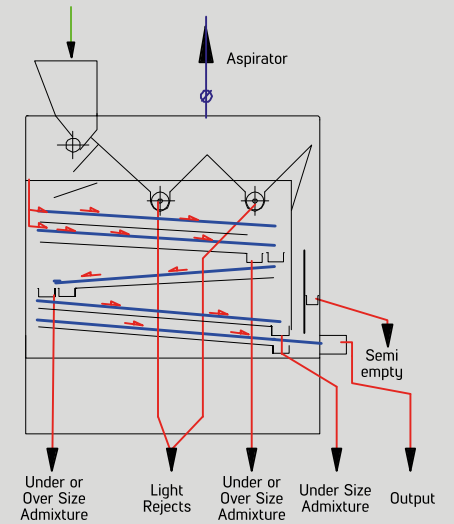 Aspirator
Semi
empty
Under or
Over Size
Admixture
Light
Rejects
Under or
Over Size
Admixture
Under Size
Admixture
Output